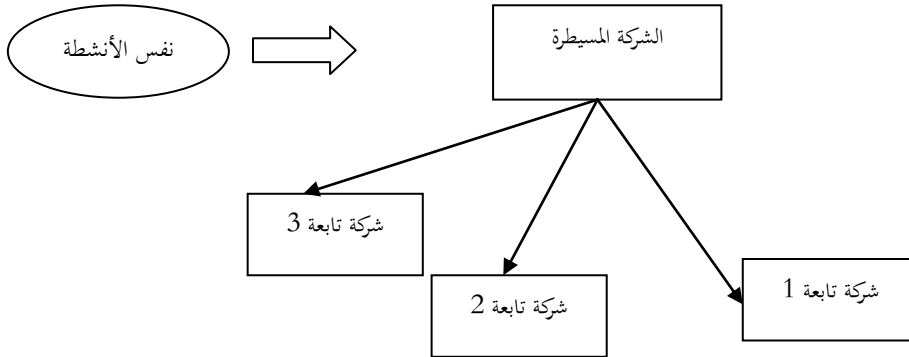 الشركة المسيطرة
نفس الأنشطة
شركة تابعة 3
شركة تابعة 2
شركة تابعة 1